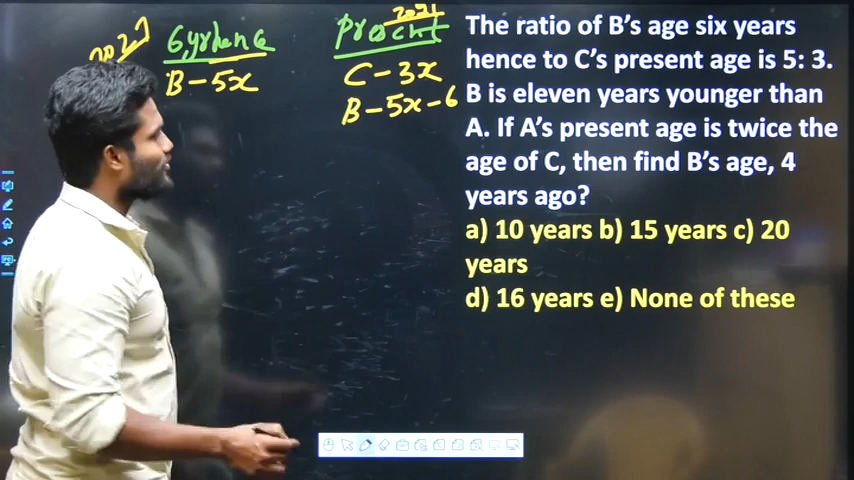 2027
6 yrs hence
B - 5x
2021
Present
C - 3x
B - 5x - 6
The ratio of B's age six years
hence to C's present age is 5: 3.
B is eleven years younger than
A. If A's present age is twice the
age of C, then find B's age, 4
years ago?
a) 10 years b) 15 years c) 20
years
d) 16 years e) None of these